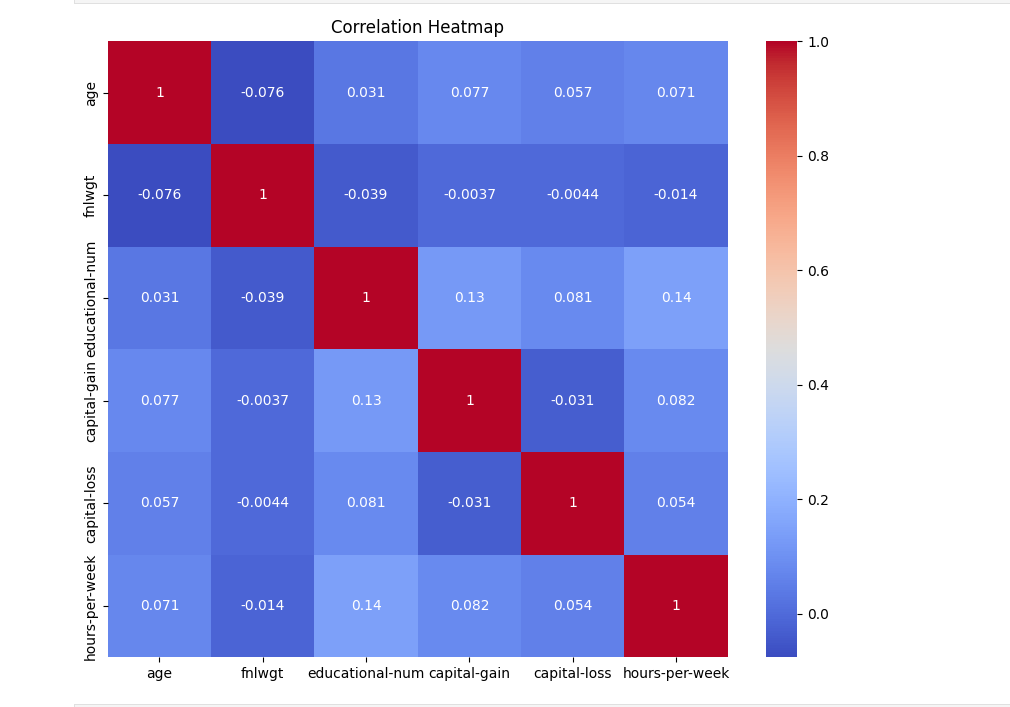 Correlation Heatmap
age 1 -0.076 0.031 0.077 0.057 0.071
fnlwgt -0.076 1 -0.039 -0.0037 -0.0044 -0.014
educational-num 0.031 -0.039 1 0.13 0.081 0.14
capital-gain 0.077 -0.0037 0.13 1 -0.031 0.082
capital-loss 0.057 -0.0044 0.081 -0.031 1 0.054
hours-per-week 0.071 -0.014 0.14 0.082 0.054 1
age fnlwgt educational-num capital-gain capital-loss hours-per-week
1.0
0.8
0.6
0.4
0.2
0.0